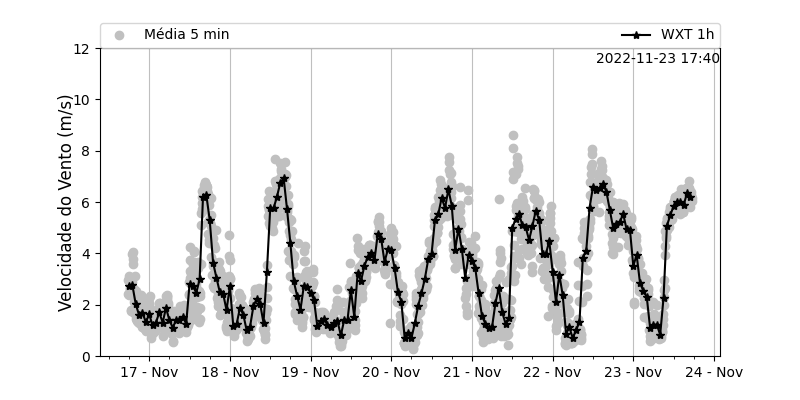 Média 5 min
WXT 1h
2022-11-23 17:40
Velocidade do Vento (m/s)
12
10
8
6
4
2
0
17 - Nov
18 - Nov
19 - Nov
20 - Nov
21 - Nov
22 - Nov
23 - Nov
24 - Nov